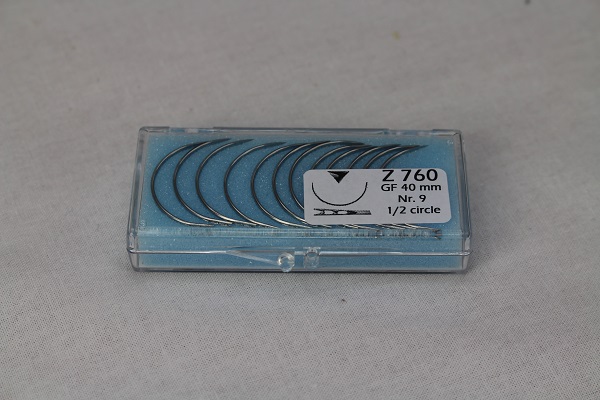 Z 760
GF 40 mm
Nr. 9
1/2 circle